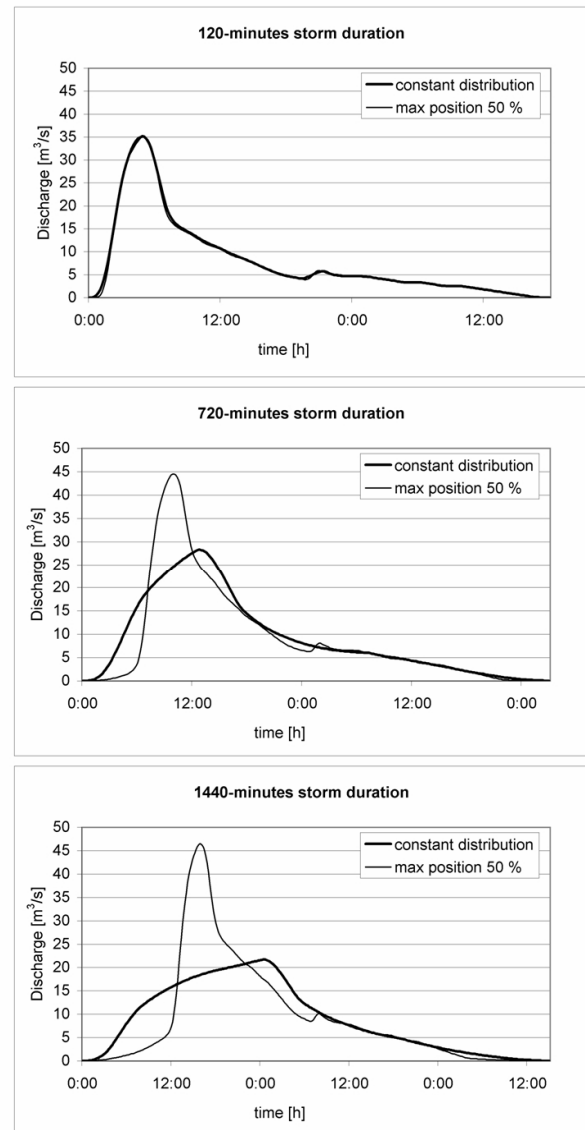 120-minutes storm duration
50
45
40
35
30
25
20
15
10
5
0
Discharge [m³/s]
constant distribution
max position 50 %
0:00 12:00 0:00 12:00
time [h]
720-minutes storm duration
50
45
40
35
30
25
20
15
10
5
0
Discharge [m³/s]
constant distribution
max position 50 %
0:00 12:00 0:00 12:00 0:00
time [h]
1440-minutes storm duration
50
45
40
35
30
25
20
15
10
5
0
Discharge [m³/s]
constant distribution
max position 50 %
0:00 12:00 0:00 12:00 0:00 12:00
time [h]